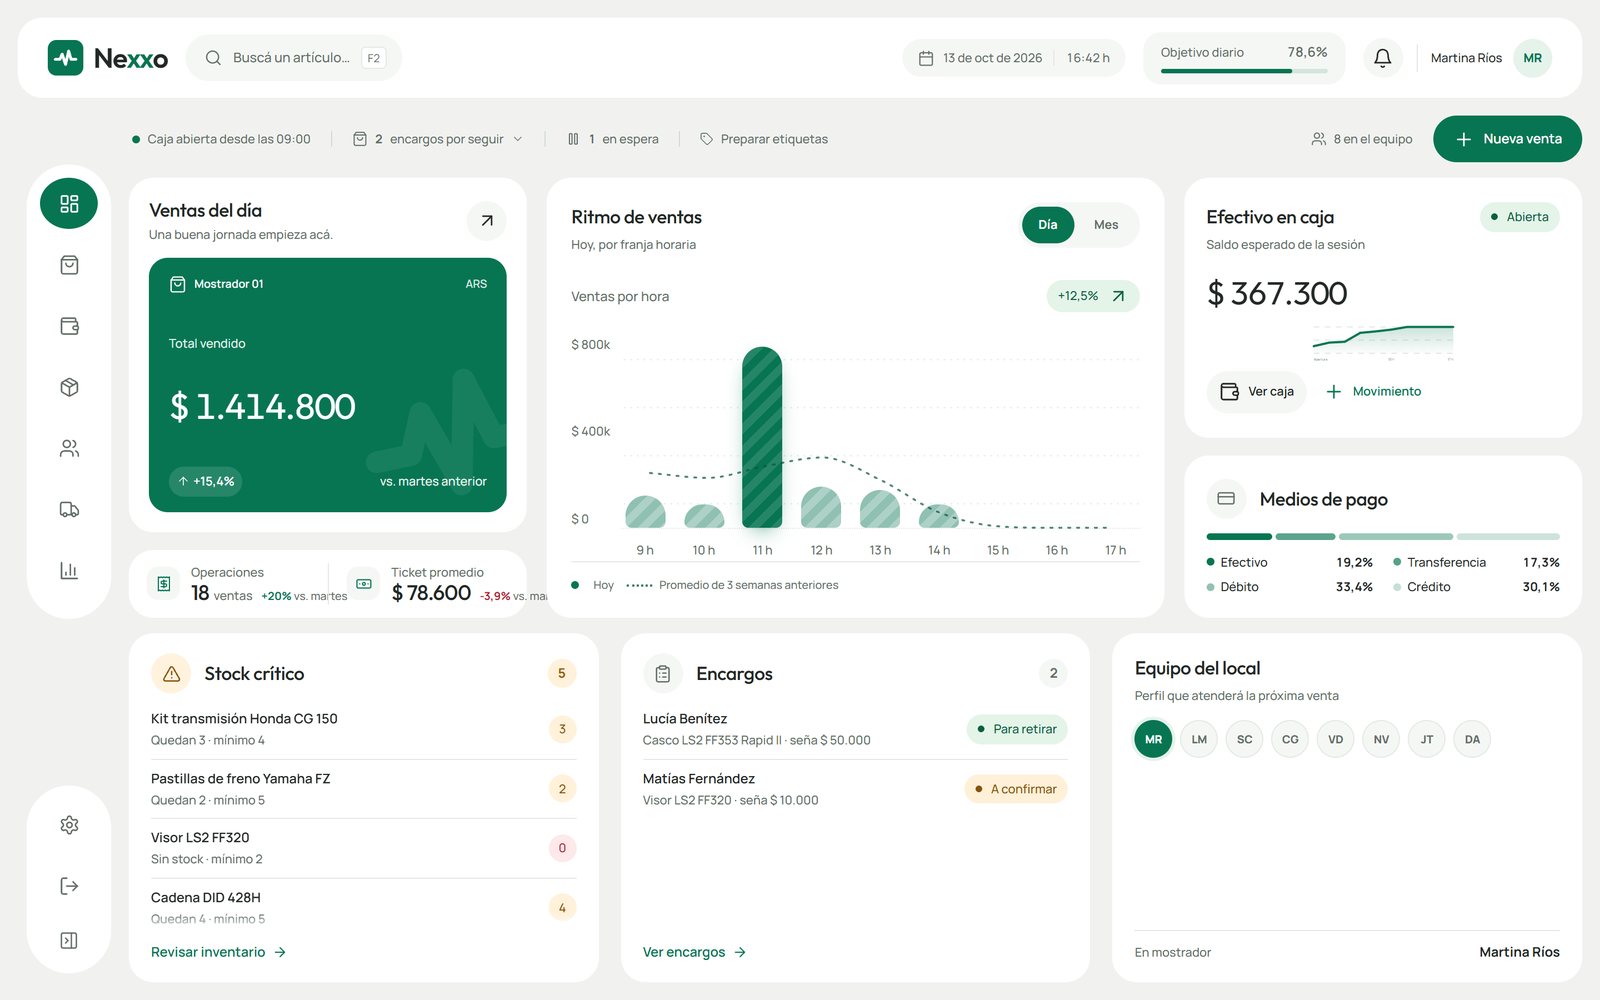 Nexxo
Buscá un artículo... F2
13 de oct de 2026 16:42 h
Objetivo diario 78,6%
Martina Ríos MR
Caja abierta desde las 09:00
2 encargos por seguir
1 en espera
Preparar etiquetas
8 en el equipo
Nueva venta
Ventas del día
Una buena jornada empieza acá.
Mostrador 01 ARS
Total vendido
$ 1.414.800
+15,4% vs. martes anterior
Operaciones
18 ventas +20% vs. martes
Ticket promedio
$ 78.600 -3,9% vs. mar
Ritmo de ventas
Hoy, por franja horaria
Día Mes
Ventas por hora
+12,5%
$ 800k
$ 400k
$ 0
9 h 10 h 11 h 12 h 13 h 14 h 15 h 16 h 17 h
Hoy Promedio de 3 semanas anteriores
Efectivo en caja
Abierta
Saldo esperado de la sesión
$ 367.300
Ver caja
Movimiento
Medios de pago
Efectivo 19,2%
Transferencia 17,3%
Débito 33,4%
Crédito 30,1%
Stock crítico 5
Kit transmisión Honda CG 150
Quedan 3 · mínimo 4
3
Pastillas de freno Yamaha FZ
Quedan 2 · mínimo 5
2
Visor LS2 FF320
Sin stock · mínimo 2
0
Cadena DID 428H
Quedan 4 · mínimo 5
4
Revisar inventario
Encargos 2
Lucía Benítez
Casco LS2 FF353 Rapid II · seña $ 50.000
Para retirar
Matías Fernández
Visor LS2 FF320 · seña $ 10.000
A confirmar
Ver encargos
Equipo del local
Perfil que atenderá la próxima venta
MR LM SC CG VD NV JT DA
En mostrador Martina Ríos